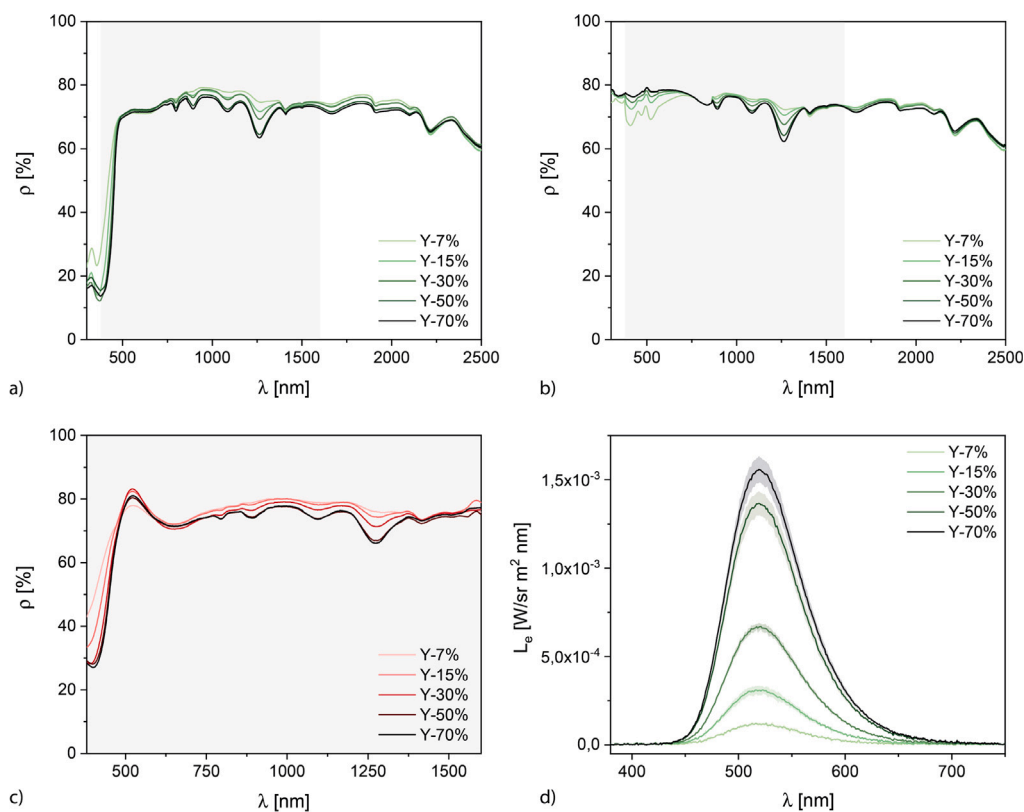 100
80
60
40
20
0
ρ [%]
500
1000
1500
2000
2500
λ [nm]
Y-7%
Y-15%
Y-30%
Y-50%
Y-70%
a)
100
80
60
40
20
0
ρ [%]
500
1000
1500
2000
2500
λ [nm]
Y-7%
Y-15%
Y-30%
Y-50%
Y-70%
b)
100
80
60
40
20
0
ρ [%]
500
750
1000
1250
1500
λ [nm]
Y-7%
Y-15%
Y-30%
Y-50%
Y-70%
c)
1,5x10⁻³
1,0x10⁻³
5,0x10⁻⁴
0,0
Lₑ [W/sr m² nm]
400
500
600
700
λ [nm]
Y-7%
Y-15%
Y-30%
Y-50%
Y-70%
d)